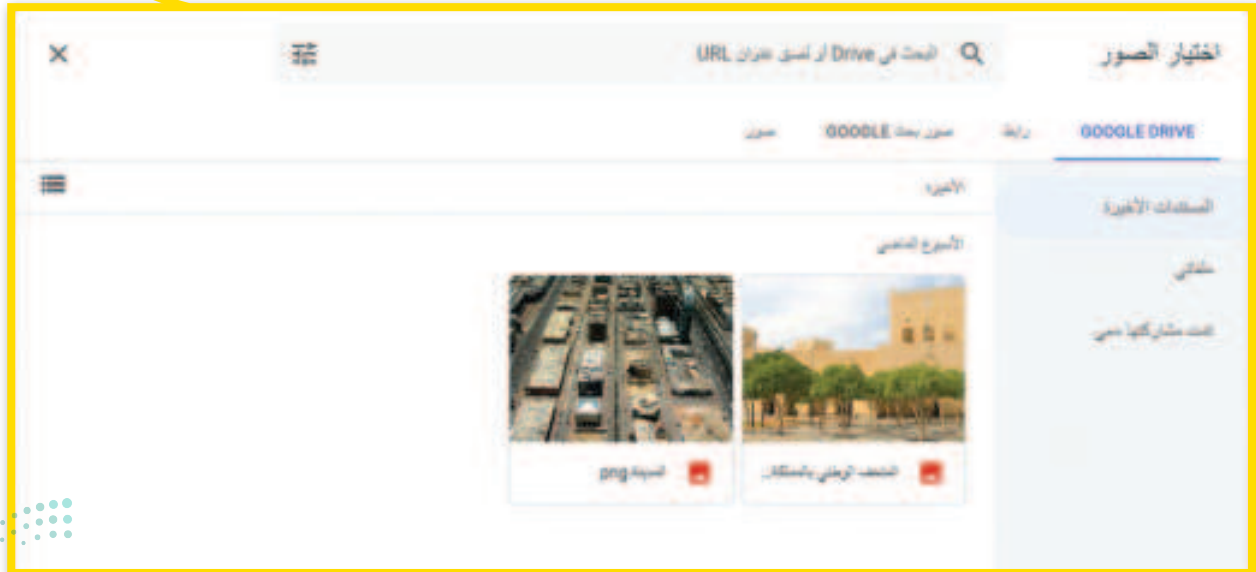 اختيار الصور
البحث في Drive أو لصق عنوان URL
GOOGLE DRIVE رابط صور بحث GOOGLE صور
المستندات الأخيرة
ملفاتي
تمت مشاركتها معي
الأخيرة
الأسبوع الماضي
المتحف الوطني بالمملكة...
المدينة.png